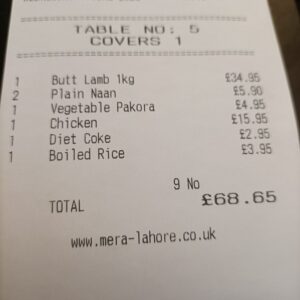 TABLE NO: 5
COVERS 1
1 Butt Lamb 1kg £34.95
2 Plain Naan £5.90
1 Vegetable Pakora £4.95
1 Chicken £15.95
1 Diet Coke £2.95
1 Boiled Rice £3.95
9 No
TOTAL £68.65
www.mera-lahore.co.uk